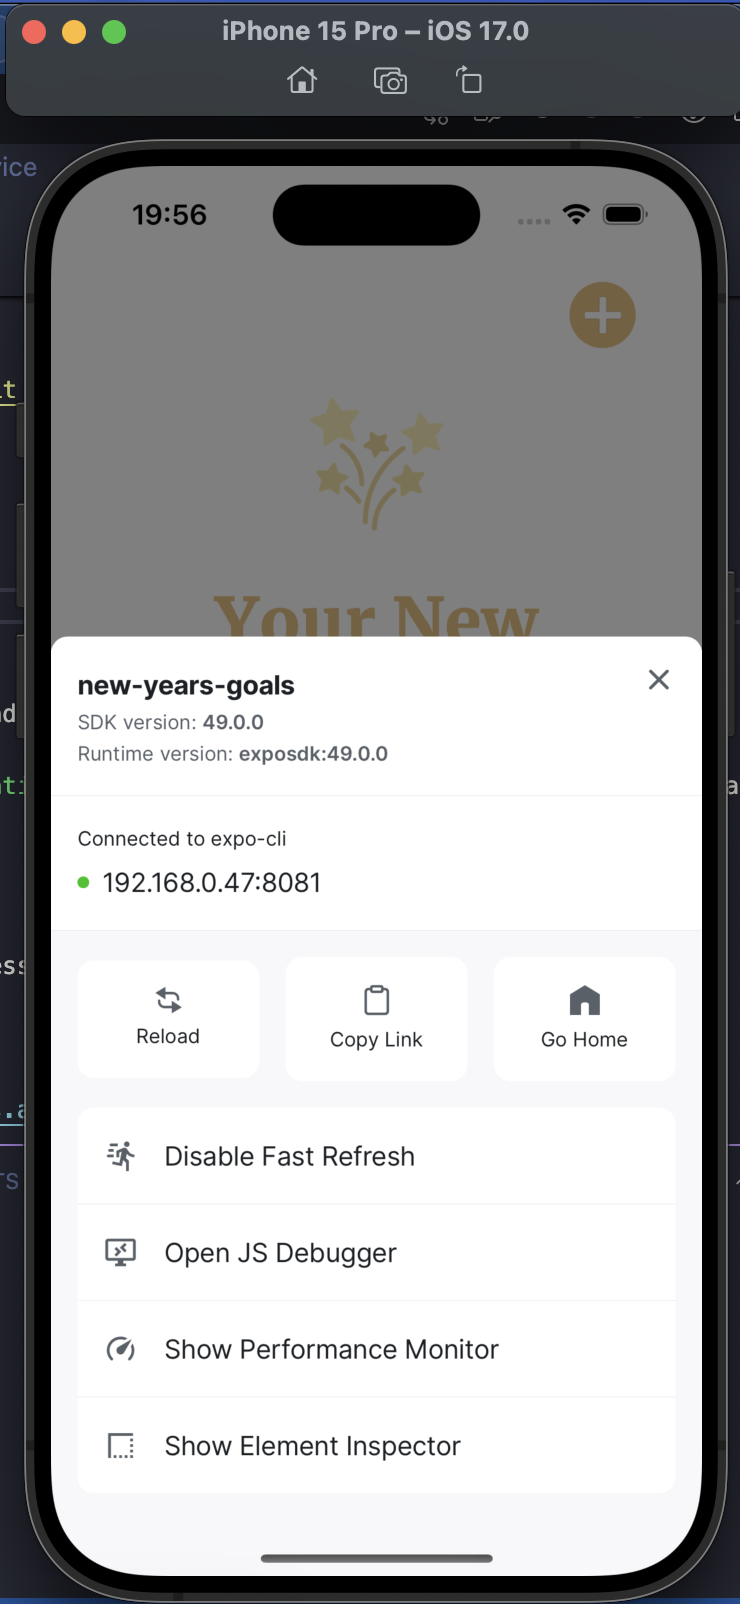 iPhone 15 Pro – iOS 17.0
ice
19:56
Your New
new-years-goals
SDK version: 49.0.0
Runtime version: exposdk:49.0.0
Connected to expo-cli
192.168.0.47:8081
Reload
Copy Link
Go Home
Disable Fast Refresh
Open JS Debugger
Show Performance Monitor
Show Element Inspector